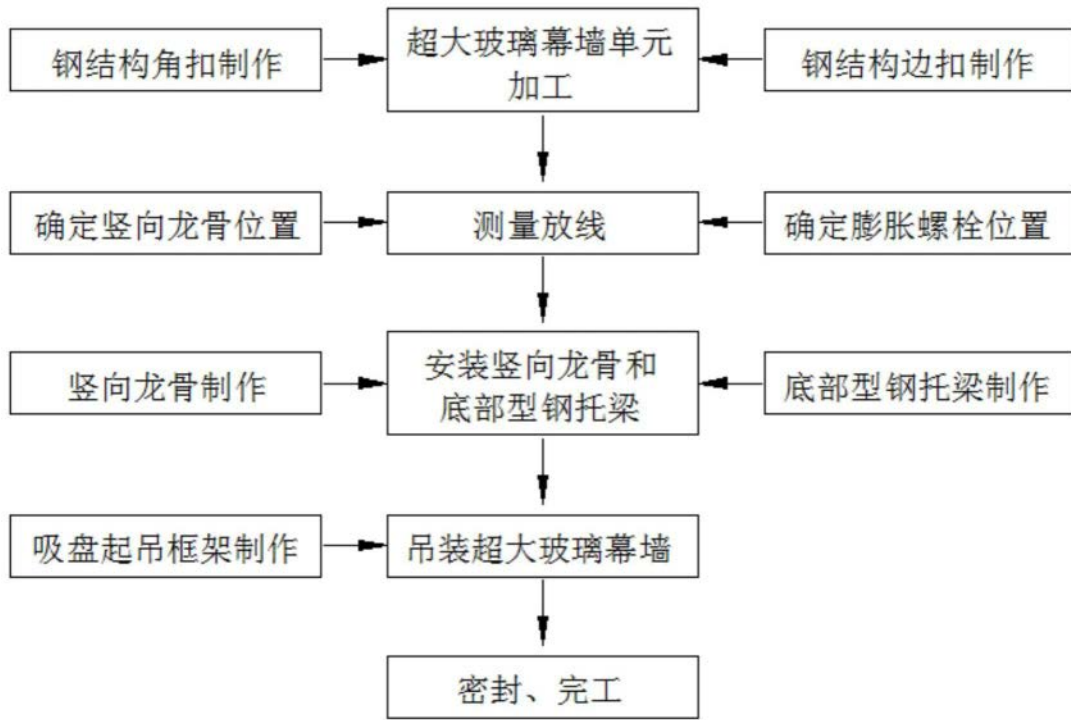 钢结构角扣制作
超大玻璃幕墙单元
加工
钢结构边扣制作
确定竖向龙骨位置
测量放线
确定膨胀螺栓位置
竖向龙骨制作
安装竖向龙骨和
底部型钢托梁
底部型钢托梁制作
吸盘起吊框架制作
吊装超大玻璃幕墙
密封、完工